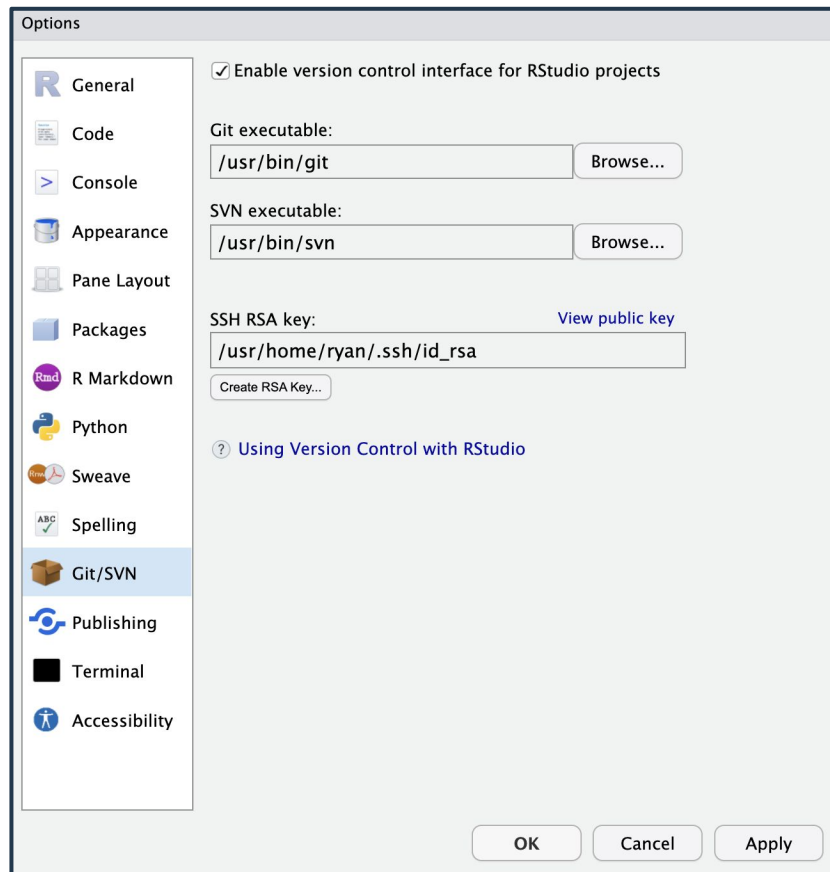 Options
General
Code
Console
Appearance
Pane Layout
Packages
Rmd R Markdown
Python
Sweave
ABC Spelling
Git/SVN
Publishing
Terminal
Accessibility
Enable version control interface for RStudio projects
Git executable:
/usr/bin/git Browse...
SVN executable:
/usr/bin/svn Browse...
SSH RSA key: View public key
/usr/home/ryan/.ssh/id_rsa
Create RSA Key...
? Using Version Control with RStudio
OK Cancel Apply